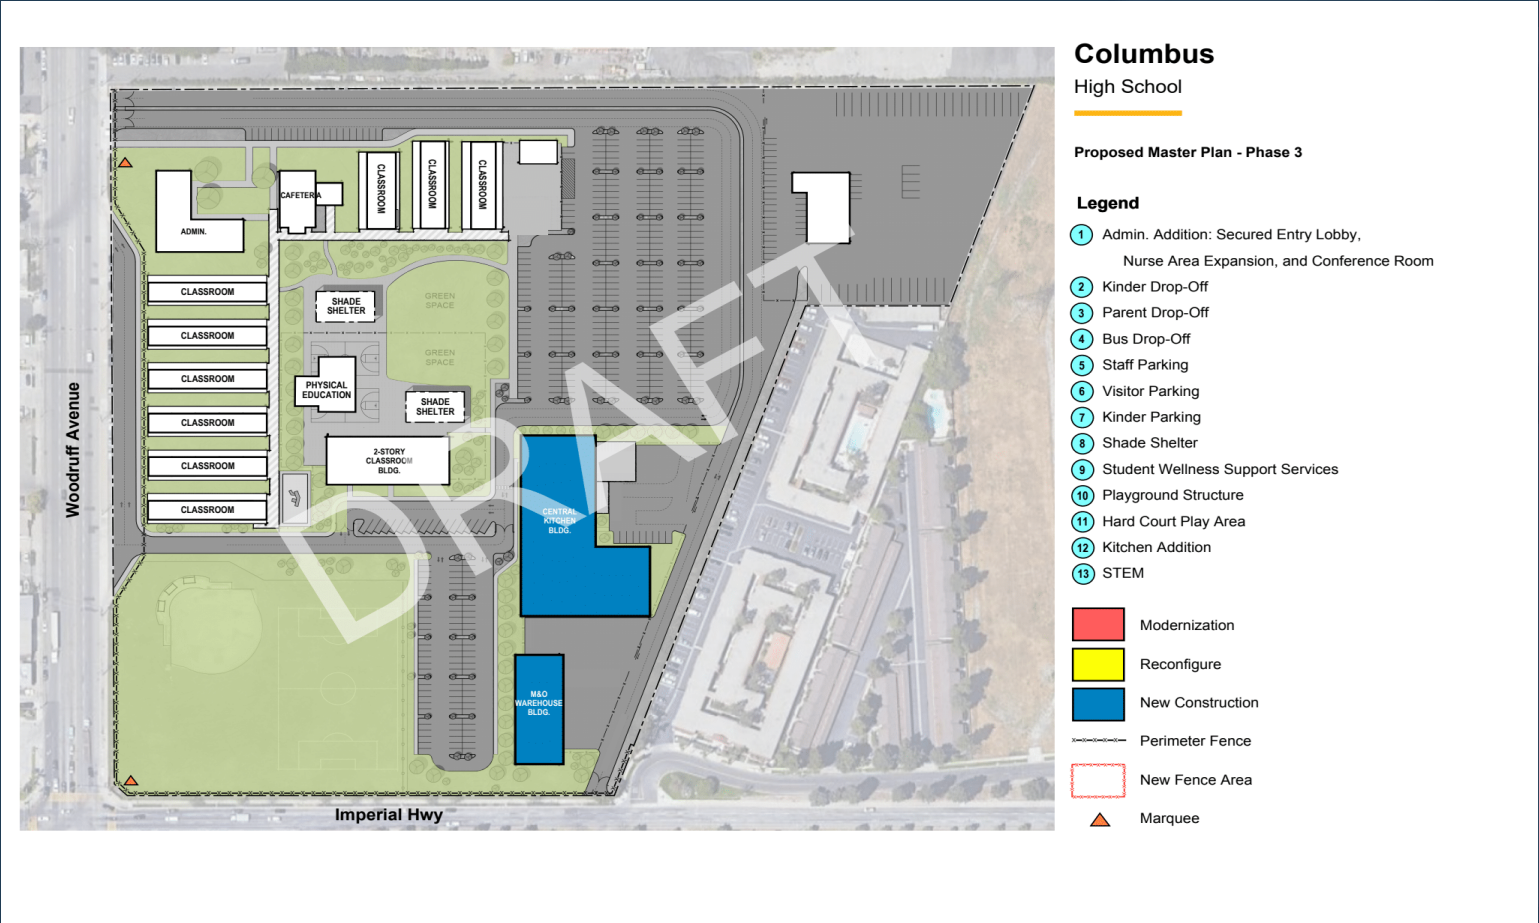 Columbus
High School
Proposed Master Plan - Phase 3
Legend
1 Admin. Addition: Secured Entry Lobby,
Nurse Area Expansion, and Conference Room
2 Kinder Drop-Off
3 Parent Drop-Off
4 Bus Drop-Off
5 Staff Parking
6 Visitor Parking
7 Kinder Parking
8 Shade Shelter
9 Student Wellness Support Services
10 Playground Structure
11 Hard Court Play Area
12 Kitchen Addition
13 STEM
Modernization
Reconfigure
New Construction
Perimeter Fence
New Fence Area
Marquee
ADMIN.
CAFETERIA
CLASSROOM
CLASSROOM
CLASSROOM
CLASSROOM
CLASSROOM
CLASSROOM
CLASSROOM
CLASSROOM
CLASSROOM
SHADE
SHELTER
GREEN
SPACE
GREEN
SPACE
PHYSICAL
EDUCATION
SHADE
SHELTER
2-STORY
CLASSROOM
BLDG.
CENTRAL
KITCHEN
BLDG.
M&O
WAREHOUSE
BLDG.
Woodruff Avenue
Imperial Hwy
DRAFT